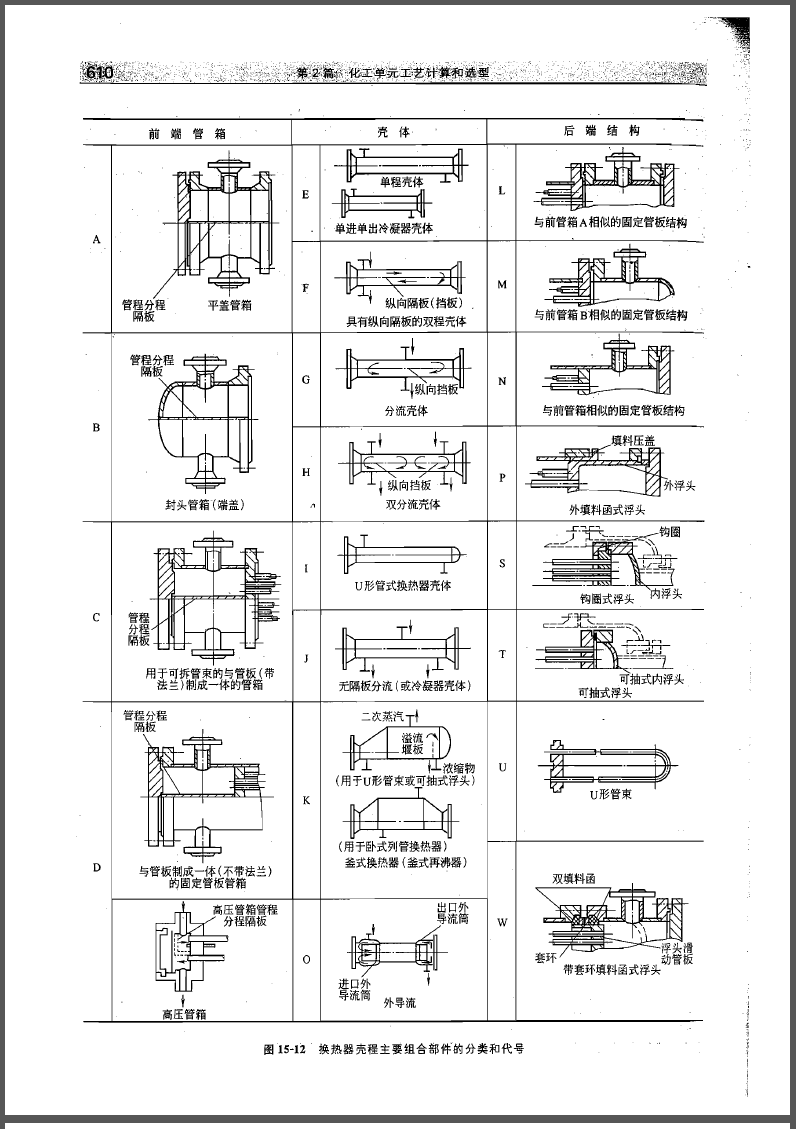 610
第2篇 化工单元工艺计算和选型
前端管箱
壳体
后端结构
A
管程分程
隔板
平盖管箱
B
管程分程
隔板
封头管箱(端盖)
C
管程
分程
隔板
用于可拆管束的与管板(带
法兰)制成一体的管箱
D
管程分程
隔板
与管板制成一体(不带法兰)
的固定管板管箱
高压管箱管程
分程隔板
高压管箱
E
单程壳体
单进单出冷凝器壳体
F
纵向隔板(挡板)
具有纵向隔板的双程壳体
G
纵向挡板
分流壳体
H
纵向挡板
双分流壳体
I
U形管式换热器壳体
J
无隔板分流(或冷凝器壳体)
K
二次蒸汽
溢流
堰板
浓缩物
(用于U形管束或可抽式浮头)
(用于卧式列管换热器)
釜式换热器(釜式再沸器)
O
出口外
导流筒
进口外
导流筒
外导流
L
与前管箱A相似的固定管板结构
M
与前管箱B相似的固定管板结构
N
与前管箱相似的固定管板结构
P
填料压盖
外浮头
外填料函式浮头
S
钩圈
内浮头
钩圈式浮头
T
可抽式内浮头
可抽式浮头
U
U形管束
W
双填料函
套环
浮头滑
动管板
带套环填料函式浮头
图15-12 换热器壳程主要组合部件的分类和代号